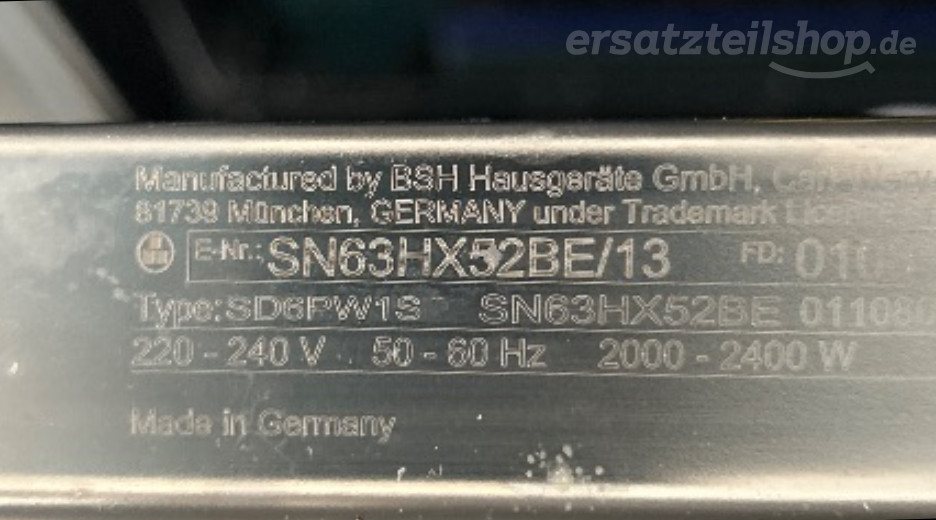 ersatzteilshop.de
Manufactured by BSH Hausgeräte GmbH,
81739 München, GERMANY under Trademark
E-Nr.: SN63HX52BE/13 FD:
Type: SD6PW1S SN63HX52BE
220 - 240 V 50 - 60 Hz 2000 - 2400 W
Made in Germany